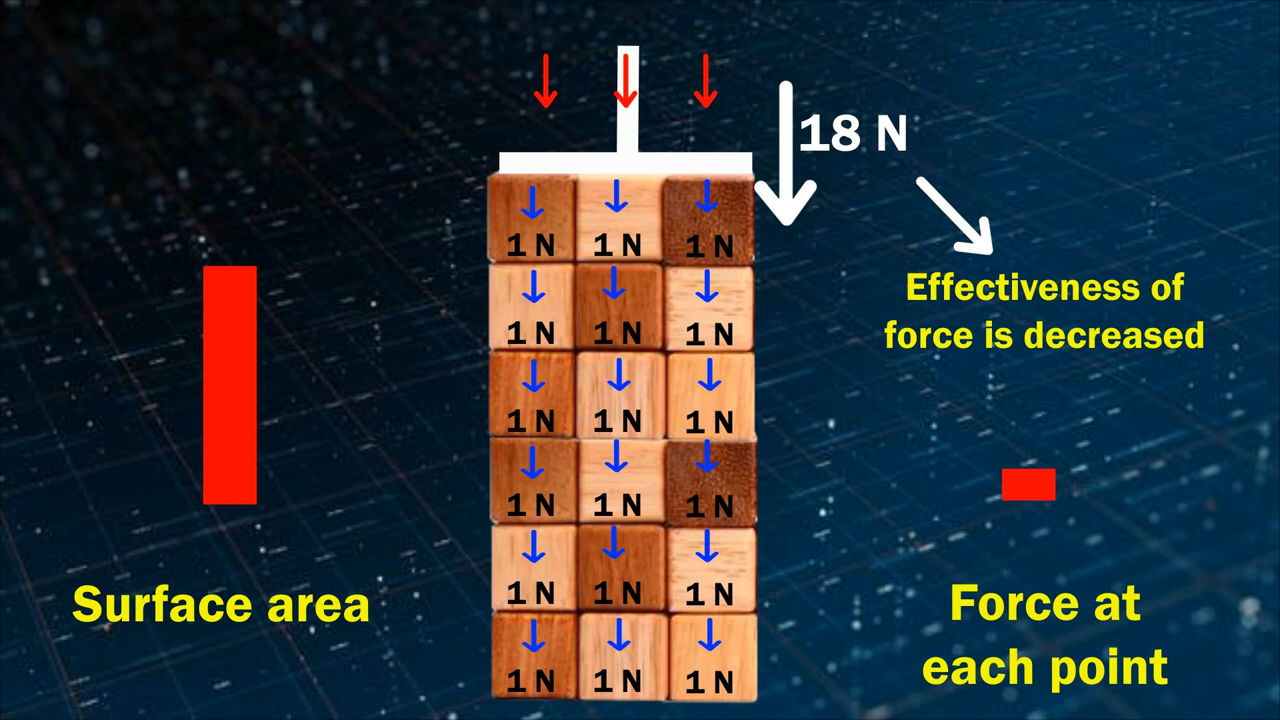 18 N
Effectiveness of
force is decreased
1 N 1 N 1 N
1 N 1 N 1 N
1 N 1 N 1 N
1 N 1 N 1 N
1 N 1 N 1 N
1 N 1 N 1 N
Surface area
Force at
each point